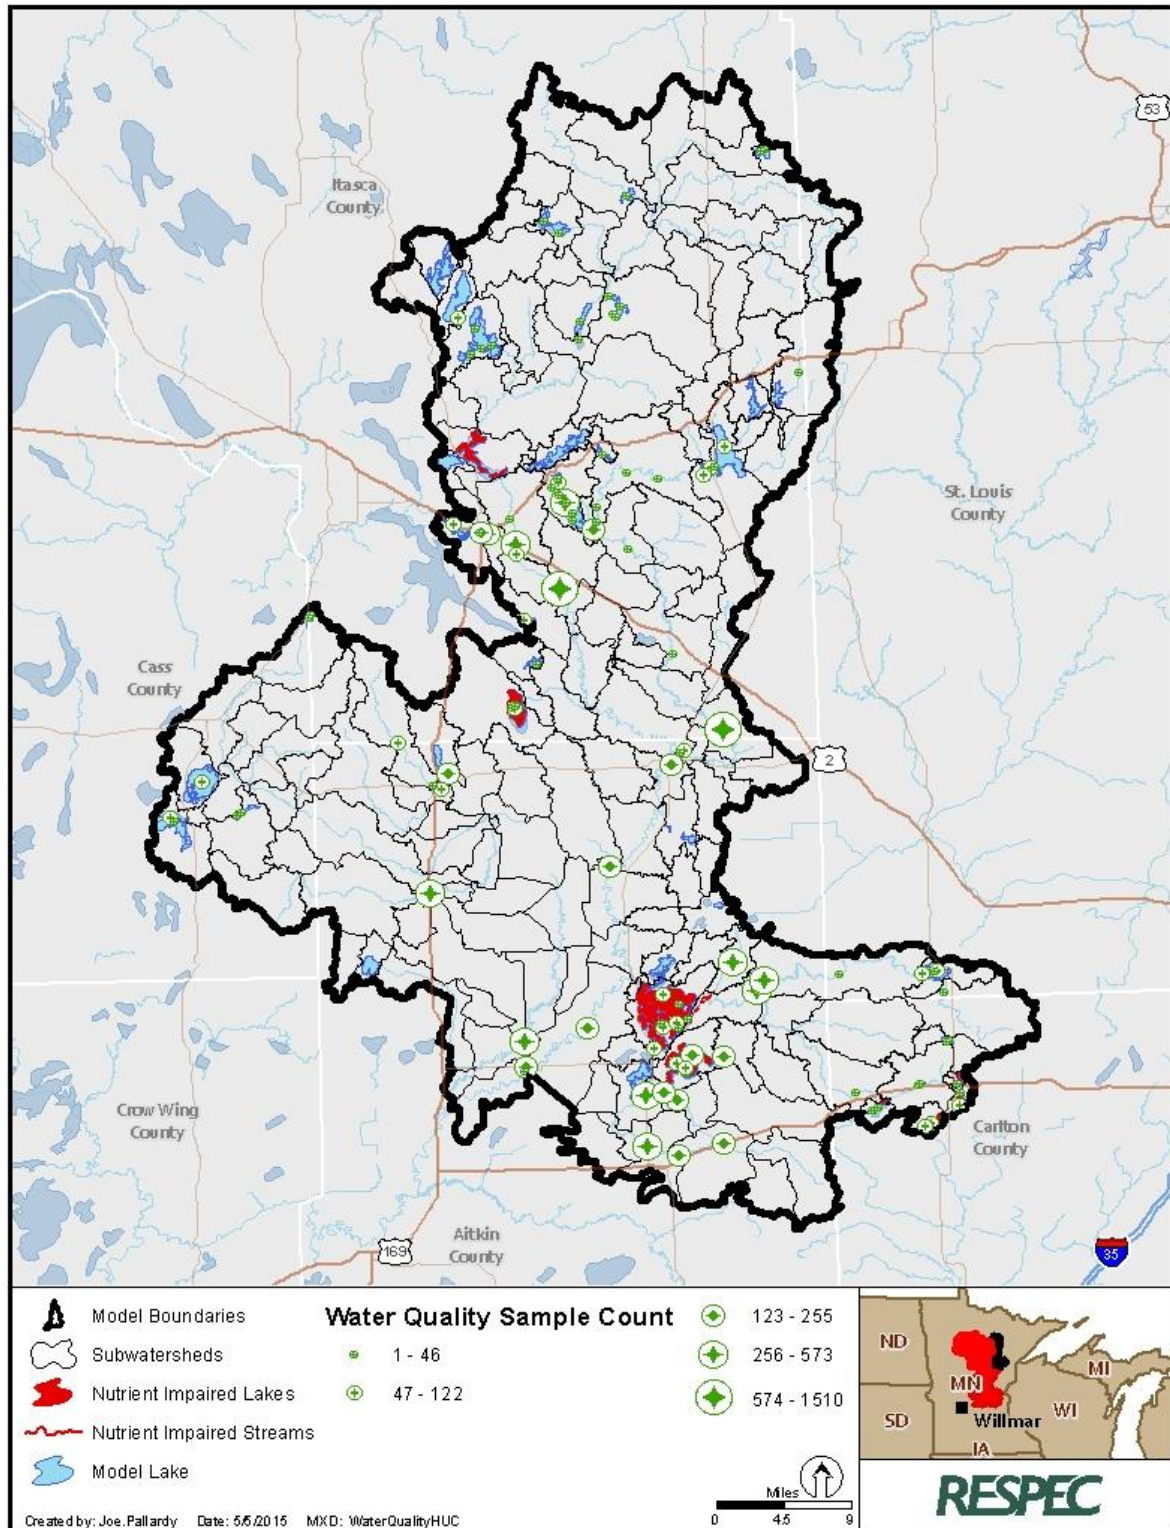 53
Itasca
County
St. Louis
County
Cass
County
2
Crow Wing
County
Carlton
County
Aitkin
County
169
35
Model Boundaries
Subwatersheds
Nutrient Impaired Lakes
Nutrient Impaired Streams
Model Lake
Water Quality Sample Count
1 - 46
47 - 122
123 - 255
256 - 573
574 - 1510
Miles
0 4.5 9
Created by: Joe.Pallardy Date: 5/5/2015 MXD: WaterQualityHUC
ND
MN
SD
Willmar
WI
MI
IA
RESPEC